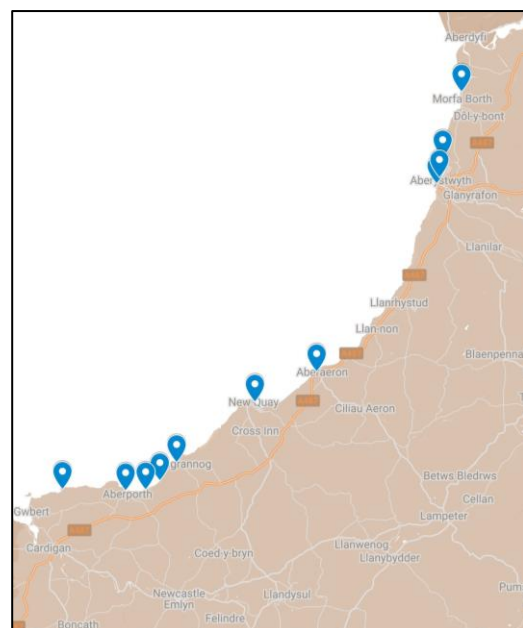 Aberdyfi
Morfa Borth
Dôl-y-bont
Aberystwyth
Glanyrafon
Llanilar
Llanrhystud
Llan-non
Blaenpenna
Aberaeron
New Quay
Ciliau Aeron
Cross Inn
grannog
Betws Bledrws
Aberporth
Cellan
Gwbert
Lampeter
Cardigan
Coed-y-bryn
Llanwenog
Llanybydder
Pum
Newcastle
Emlyn
Llandysul
Felindre
Boncath